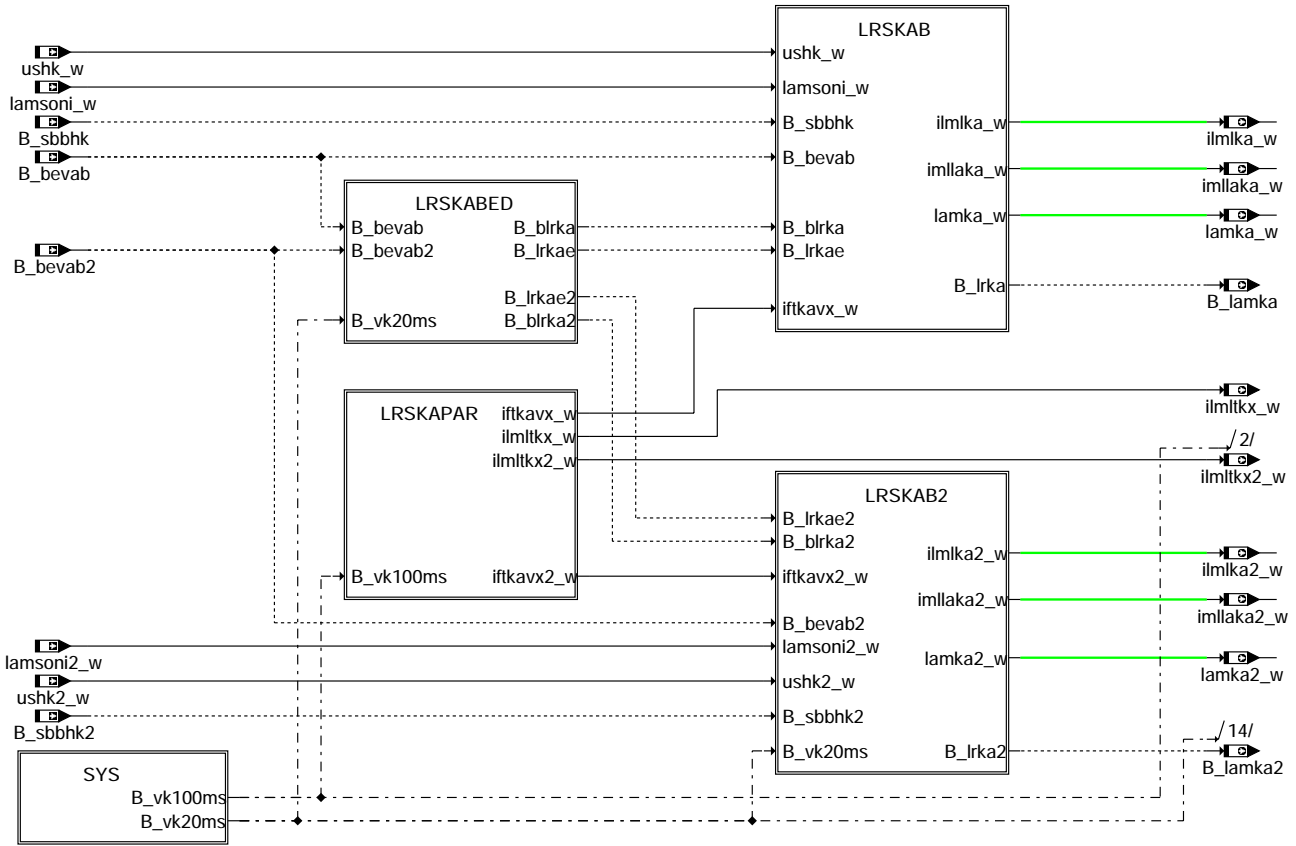 LRSKAB
ushk_w
ushk_w
lamsoni_w
lamsoni_w
B_sbbhk
B_sbbhk
ilmlka_w
ilmlka_w
B_bevab
B_bevab
imllaka_w
imllaka_w
LRSKABED
lamka_w
lamka_w
B_bevab
B_blrka
B_blrka
B_bevab2
B_bevab2
B_lrkae
B_lrkae
B_lrka
B_lamka
B_lrkae2
iftkavx_w
B_vk20ms
B_blrka2
LRSKAPAR
iftkavx_w
ilmltkx_w
ilmltkx_w
/ 2/
ilmltkx2_w
ilmltkx2_w
LRSKAB2
B_lrkae2
B_blrka2
ilmlka2_w
ilmlka2_w
B_vk100ms
iftkavx2_w
iftkavx2_w
imllaka2_w
imllaka2_w
B_bevab2
lamsoni2_w
lamsoni2_w
lamka2_w
lamka2_w
ushk2_w
ushk2_w
B_sbbhk2
B_sbbhk2
/ 14/
B_vk20ms
B_lrka2
B_lamka2
SYS
B_vk100ms
B_vk20ms